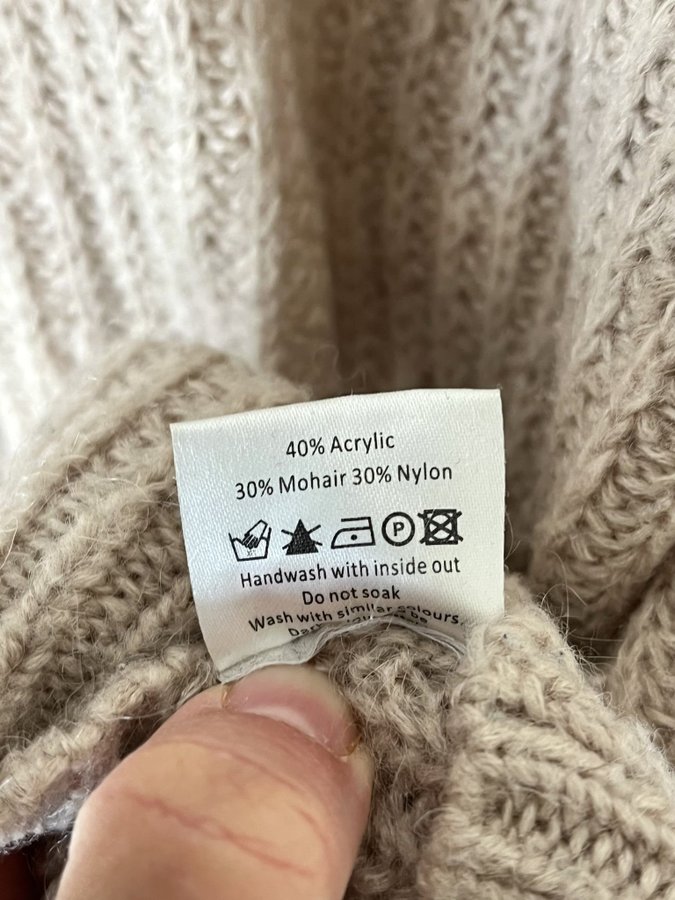 40% Acrylic
30% Mohair 30% Nylon
P
Handwash with inside out
Do not soak
Wash with similar colours,